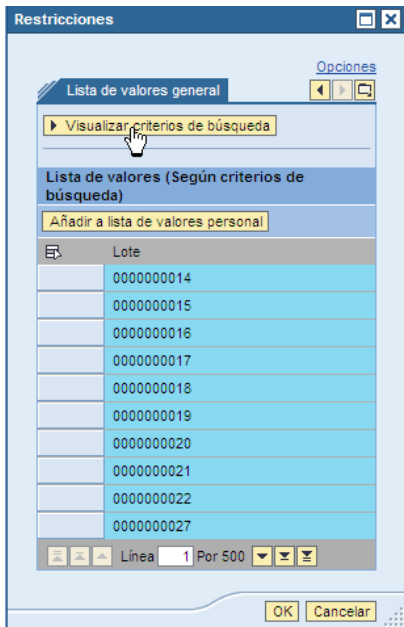 Restricciones
Opciones
Lista de valores general
Visualizar criterios de búsqueda
Lista de valores (Según criterios de
búsqueda)
Añadir a lista de valores personal
Lote
0000000014
0000000015
0000000016
0000000017
0000000018
0000000019
0000000020
0000000021
0000000022
0000000027
Línea 1 Por 500
OK Cancelar